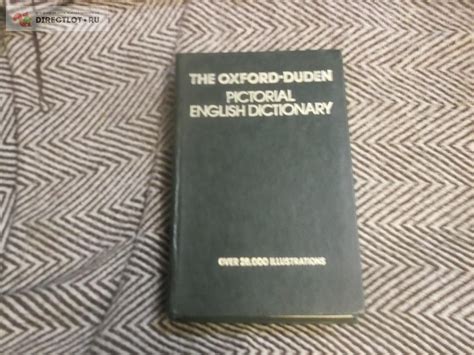 DIRECTLOT.RU
THE OXFORD-DUDEN
PICTORIAL
ENGLISH DICTIONARY
OVER 28,000 ILLUSTRATIONS